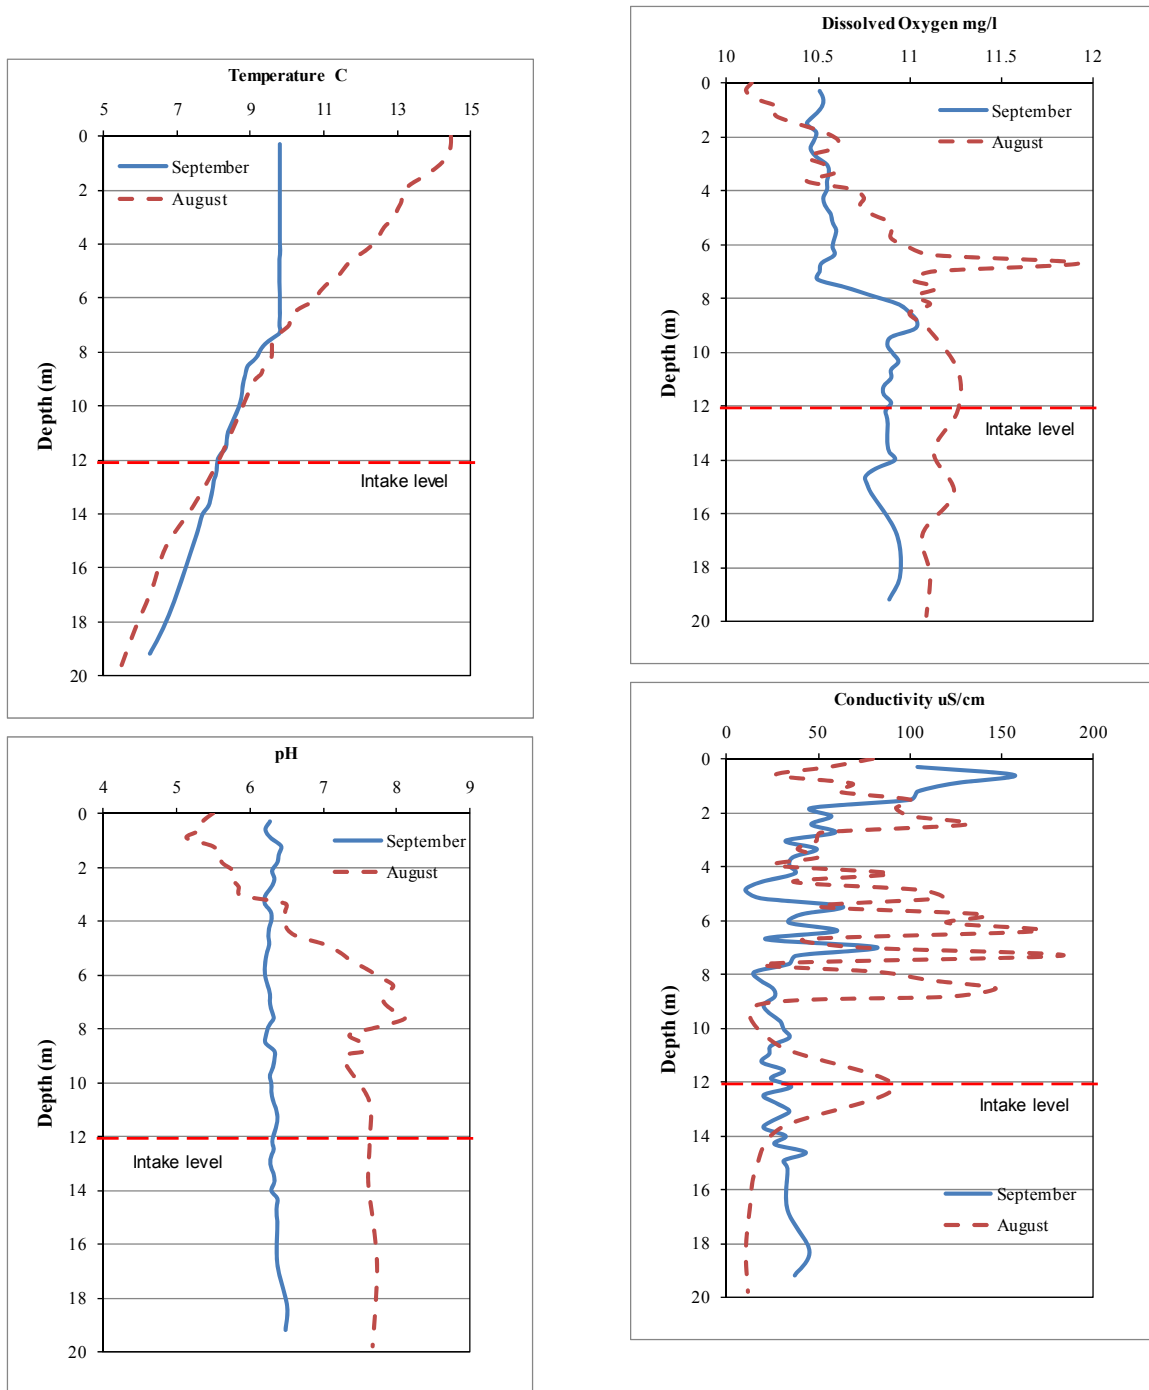 Temperature C
5 7 9 11 13 15
0
2
4
6
8
10
12
14
16
18
20
Depth (m)
September
August
Intake level
Dissolved Oxygen mg/l
10 10.5 11 11.5 12
0
2
4
6
8
10
12
14
16
18
20
Depth (m)
September
August
Intake level
pH
4 5 6 7 8 9
0
2
4
6
8
10
12
14
16
18
20
Depth (m)
September
August
Intake level
Conductivity uS/cm
0 50 100 150 200
0
2
4
6
8
10
12
14
16
18
20
Depth (m)
Intake level
September
August